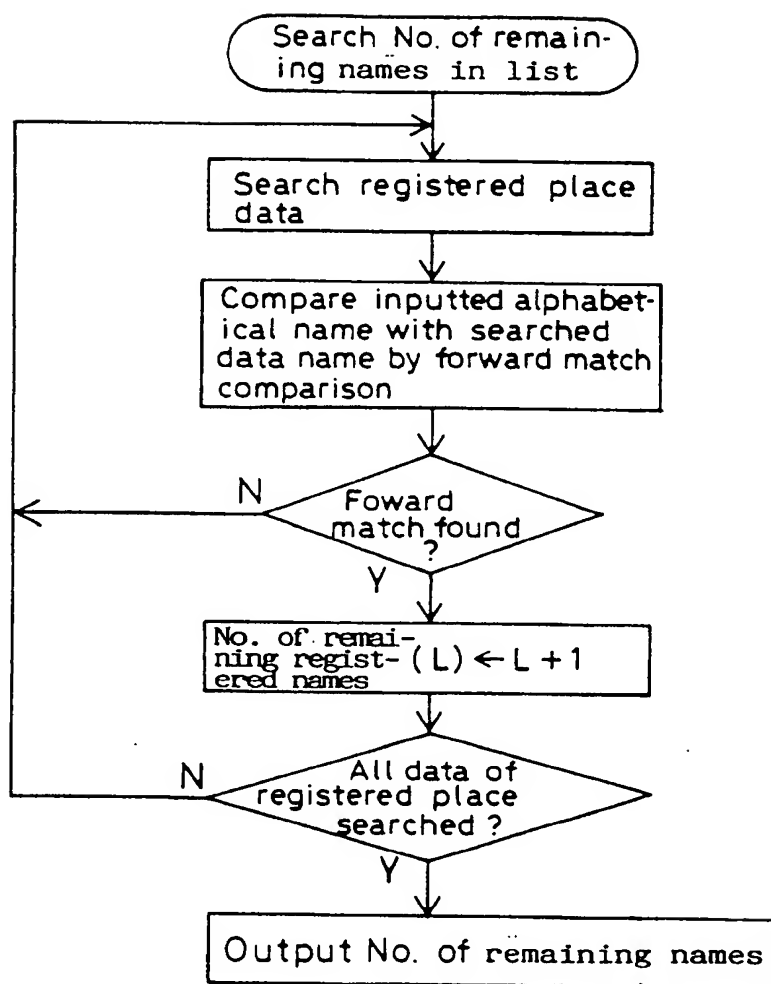 Search No. of remain-
ing names in list
Search registered place
data
Compare inputted alphabet-
ical name with searched
data name by forward match
comparison
N
Foward
match found
?
Y
No. of remai-
ning regist- (L) ← L + 1
ered names
N
All data of
registered place
searched ?
Y
Output No. of remaining names